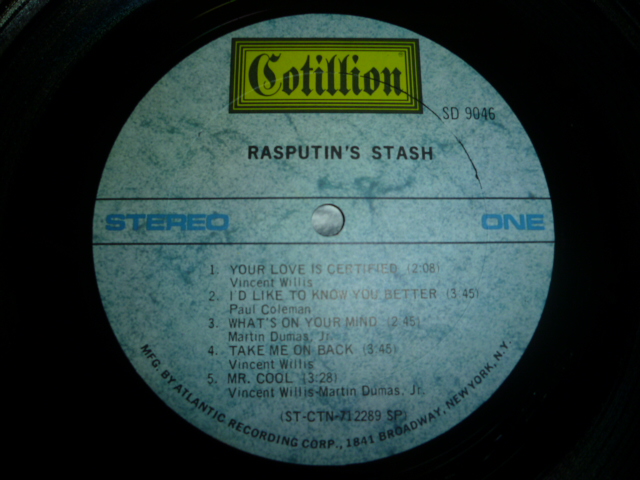 Cotillion
SD 9046
RASPUTIN'S STASH
STEREO ONE
1. YOUR LOVE IS CERTIFIED (2:08)
Vincent Willis
2. I'D LIKE TO KNOW YOU BETTER (3:45)
Paul Coleman
3. WHAT'S ON YOUR MIND (2:45)
Martin Dumas, Jr.
4. TAKE ME ON BACK (3:45)
Vincent Willis
5. MR. COOL (3:28)
Vincent Willis-Martin Dumas, Jr.
(ST-CTN-712289 SP)
MFG. BY ATLANTIC RECORDING CORP., 1841 BROADWAY, NEW YORK, N.Y.